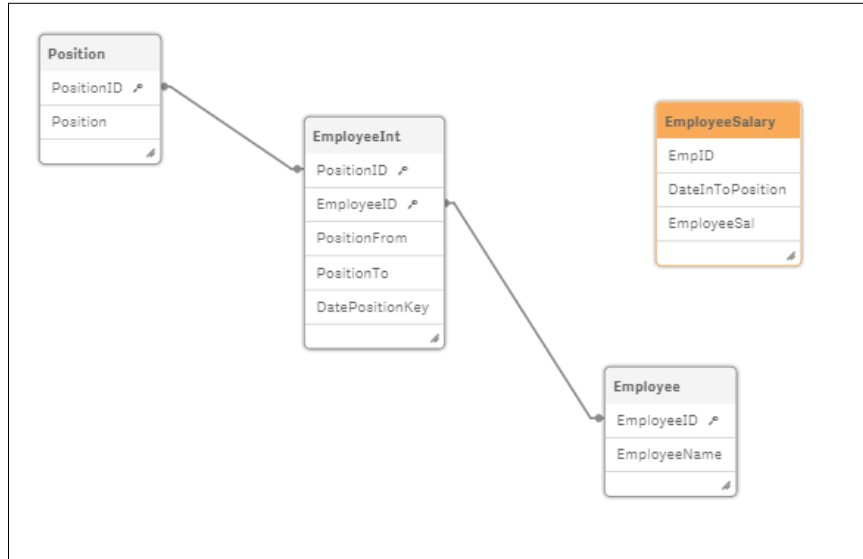 Position
PositionID
Position
EmployeeInt
PositionID
EmployeeID
PositionFrom
PositionTo
DatePositionKey
EmployeeSalary
EmpID
DateInToPosition
EmployeeSal
Employee
EmployeeID
EmployeeName